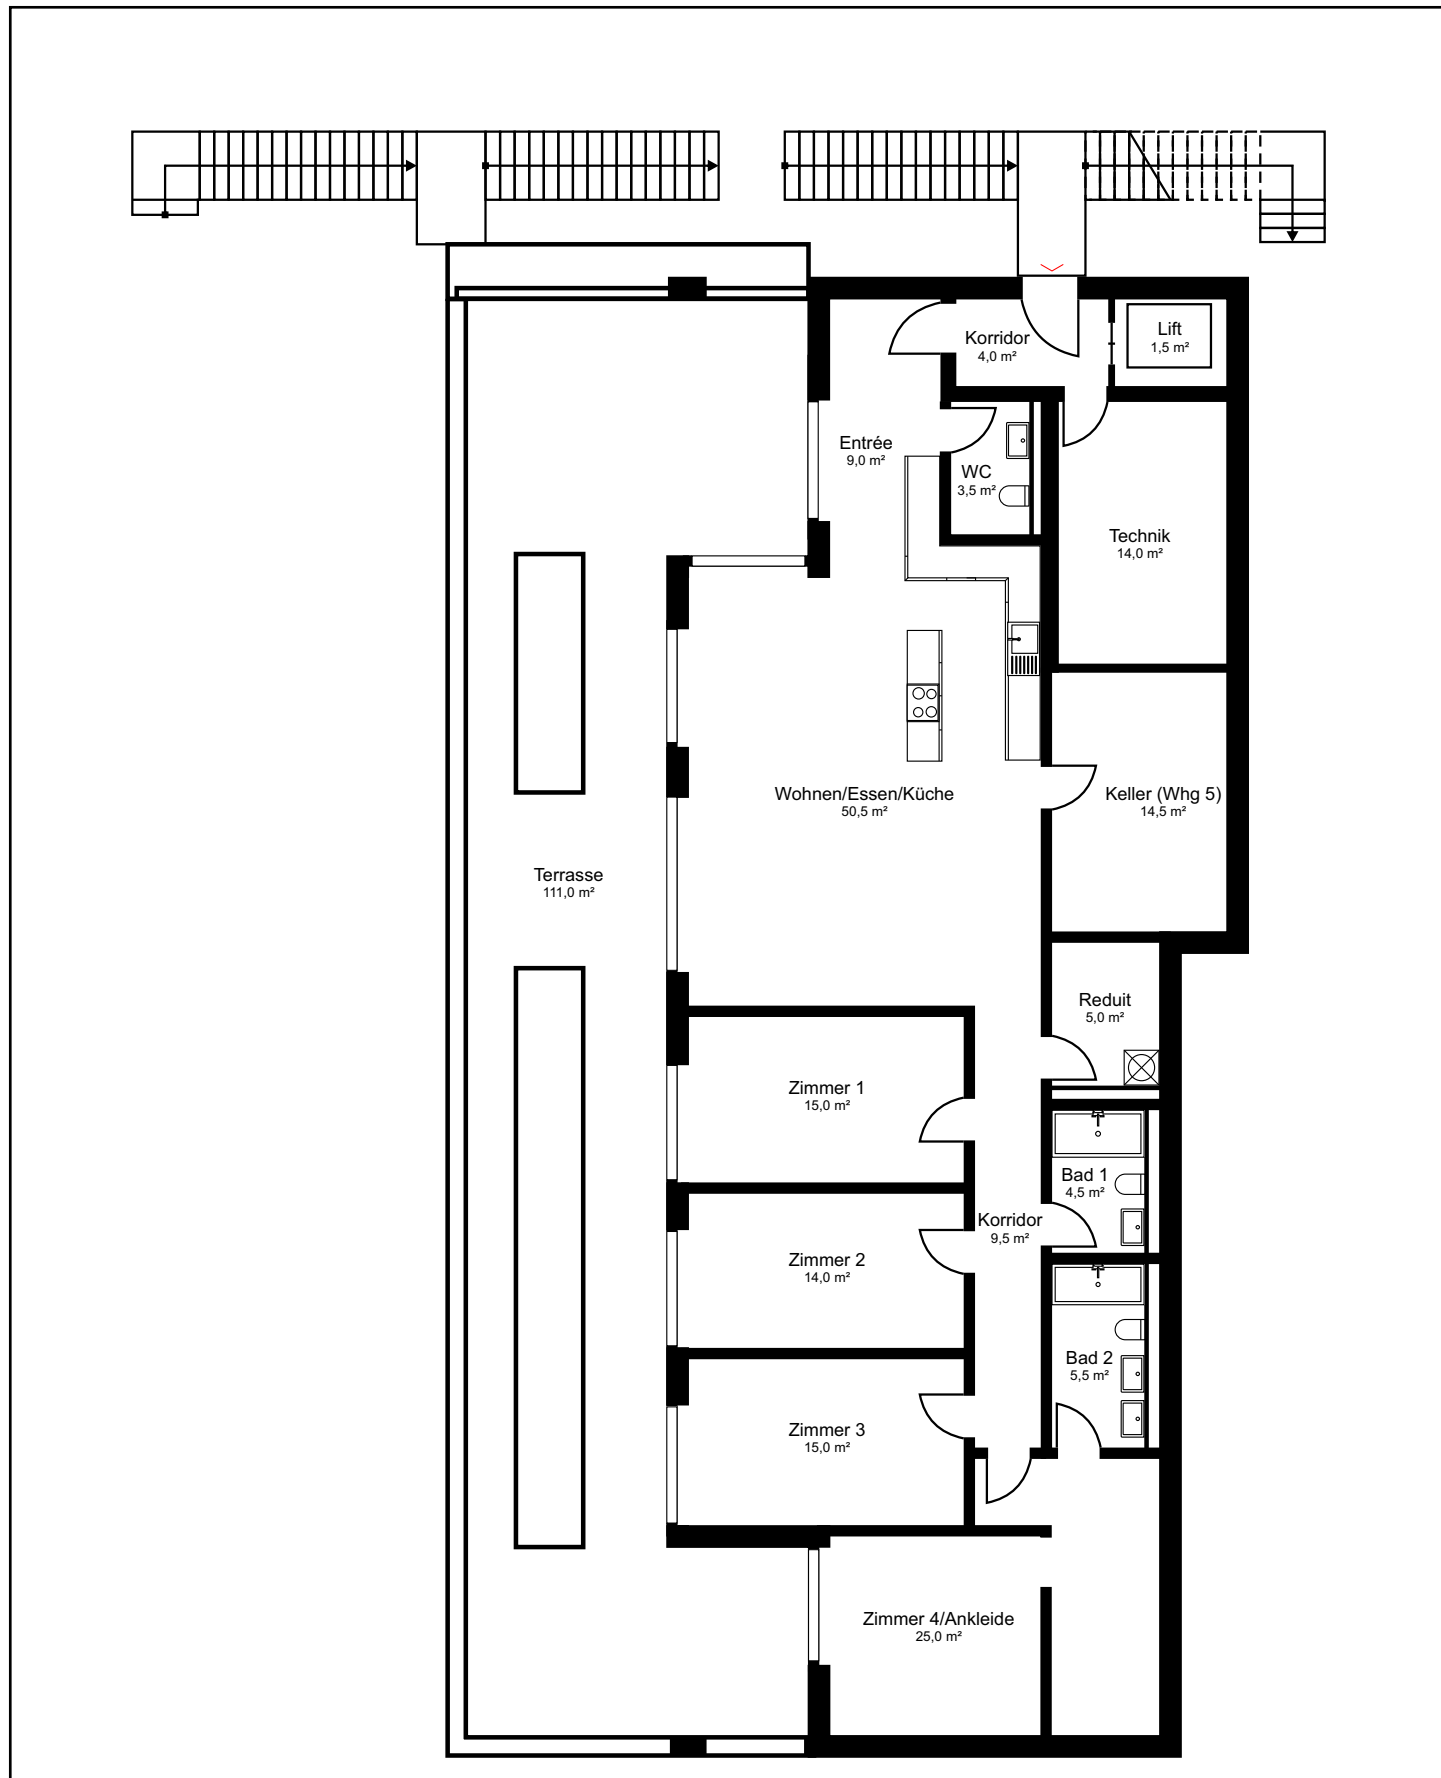 Korridor
4,0 m²
Lift
1,5 m²
Entrée
9,0 m²
WC
3,5 m²
Technik
14,0 m²
Wohnen/Essen/Küche
50,5 m²
Keller (Whg 5)
14,5 m²
Terrasse
111,0 m²
Reduit
5,0 m²
Zimmer 1
15,0 m²
Bad 1
4,5 m²
Korridor
9,5 m²
Zimmer 2
14,0 m²
Bad 2
5,5 m²
Zimmer 3
15,0 m²
Zimmer 4/Ankleide
25,0 m²